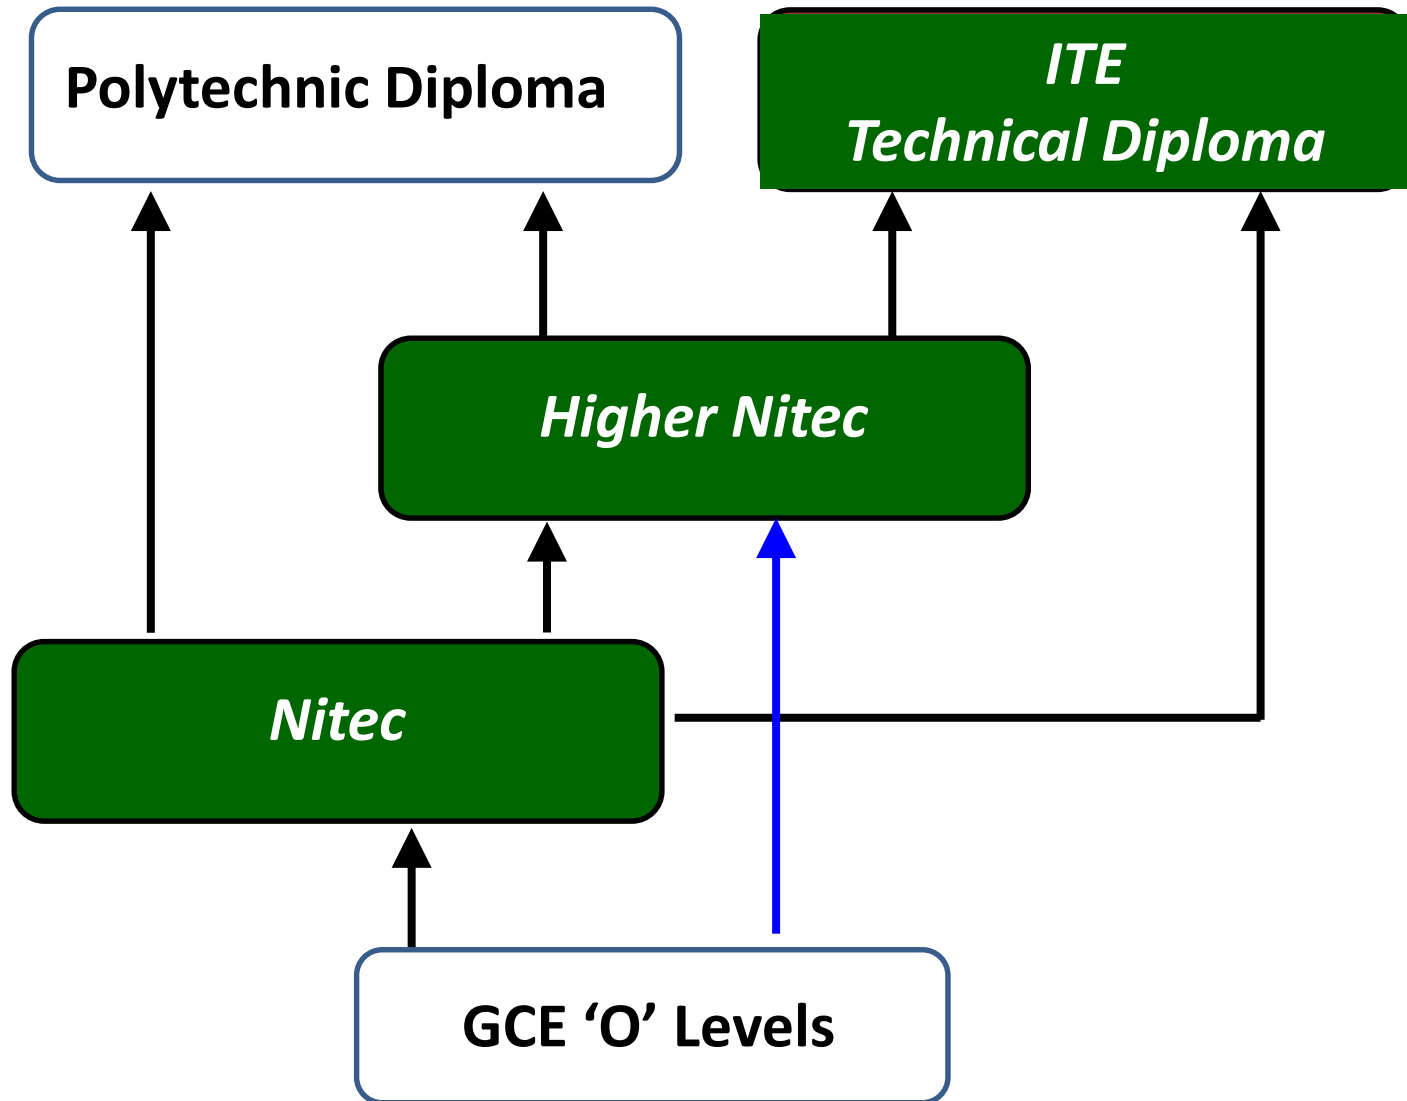 Polytechnic Diploma
ITE
Technical Diploma
Higher Nitec
Nitec
GCE ‘O’ Levels